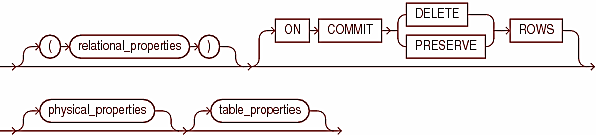 ( relational_properties ) ON COMMIT DELETE PRESERVE ROWS
physical_properties table_properties